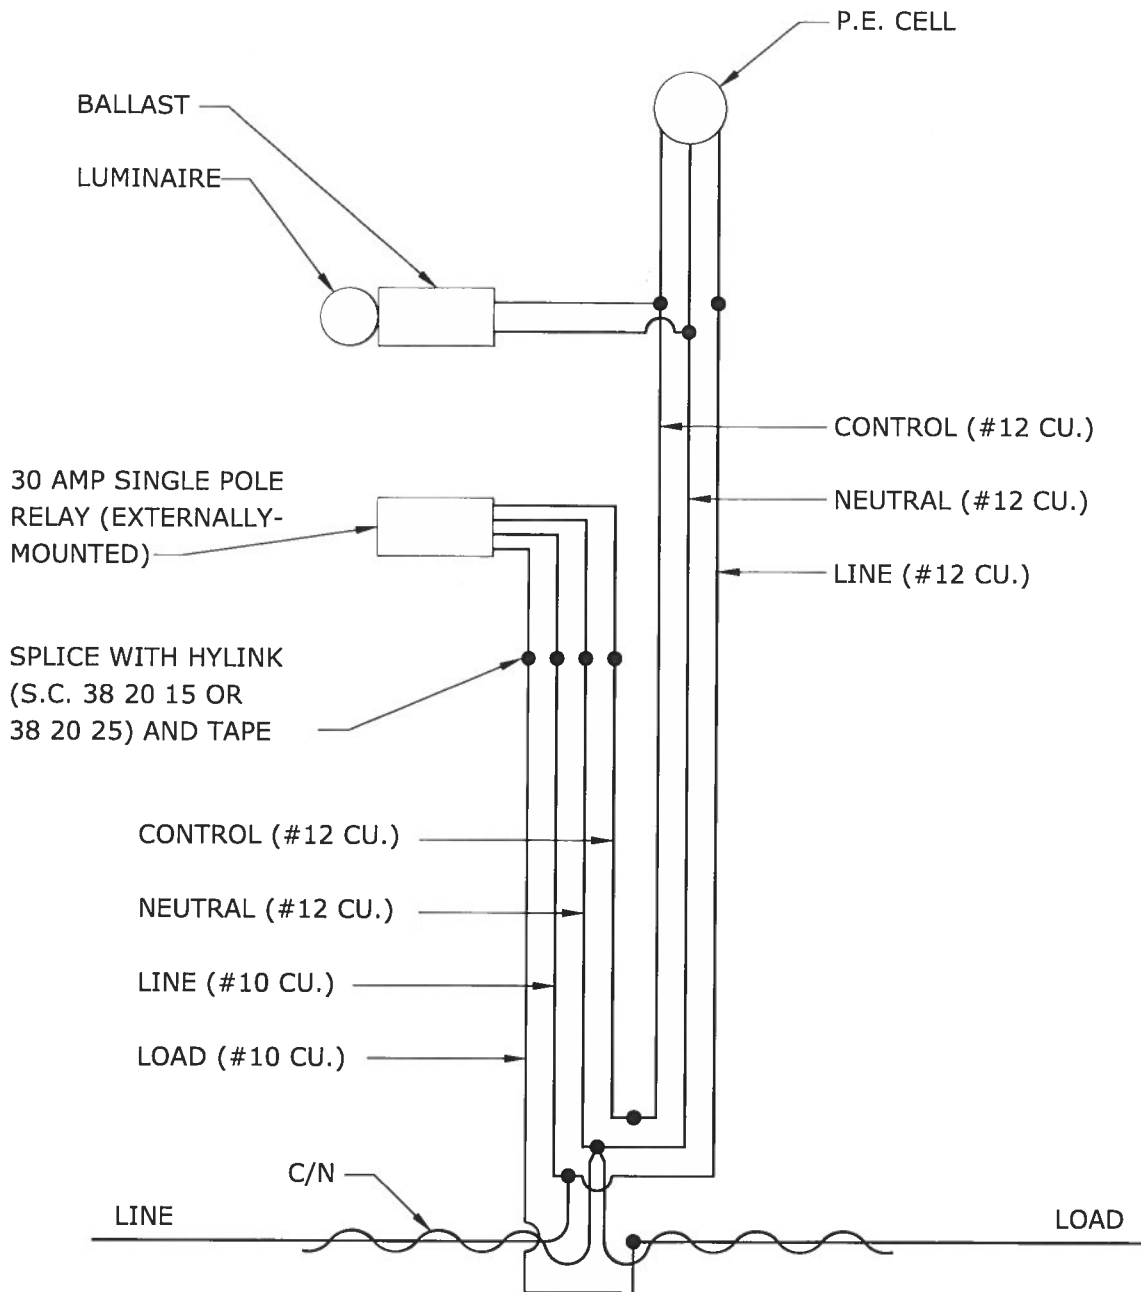 P.E. CELL
BALLAST
LUMINAIRE
CONTROL (#12 CU.)
30 AMP SINGLE POLE
RELAY (EXTERNALLY-
MOUNTED)
NEUTRAL (#12 CU.)
LINE (#12 CU.)
SPLICE WITH HYLINK
(S.C. 38 20 15 OR
38 20 25) AND TAPE
CONTROL (#12 CU.)
NEUTRAL (#12 CU.)
LINE (#10 CU.)
LOAD (#10 CU.)
C/N
LINE
LOAD